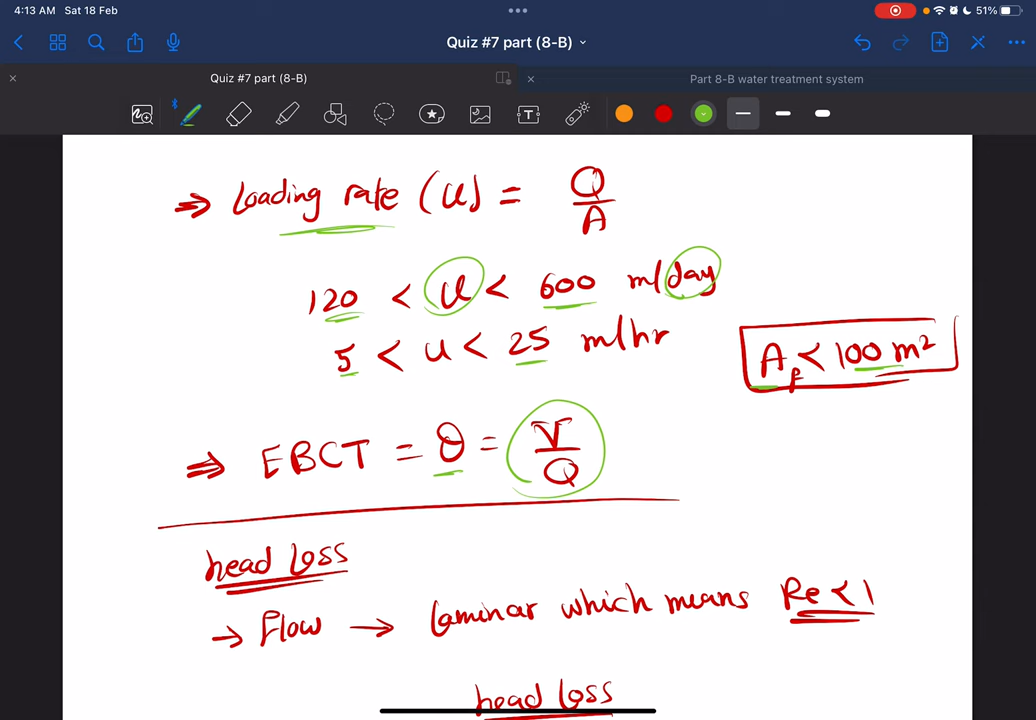 4:13 AM Sat 18 Feb
51%
Quiz #7 part (8-B)
Quiz #7 part (8-B)
Part 8-B water treatment system
⇒ Loading rate (u) = Q/A
120 < u < 600 m/day
5 < u < 25 m/hr
A_F < 100 m²
⇒ EBCT = θ = V/Q
head loss
→ Flow → laminar which means Re < 1
head loss